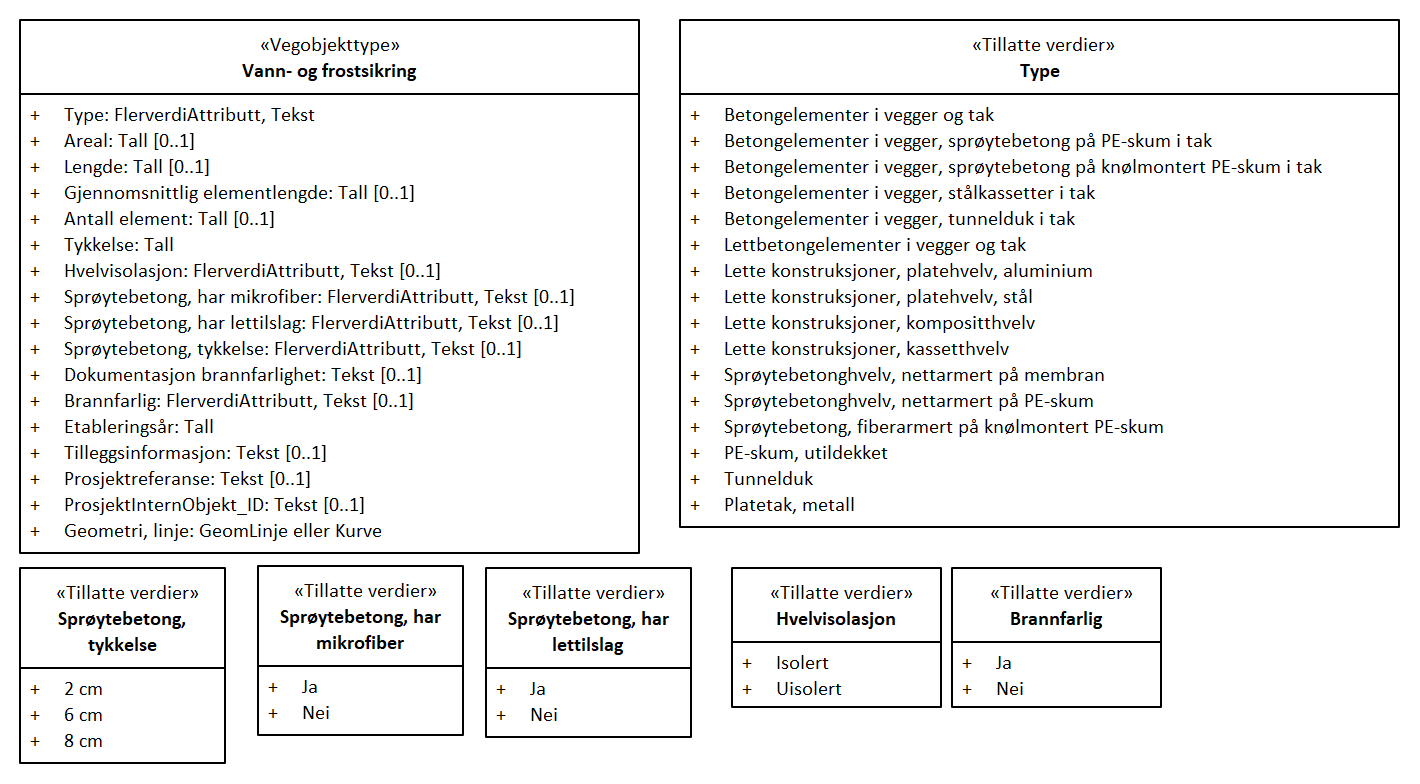 «Vegobjekttype»
Vann- og frostsikring
+ Type: FlerverdiAttributt, Tekst
+ Areal: Tall [0..1]
+ Lengde: Tall [0..1]
+ Gjennomsnittlig elementlengde: Tall [0..1]
+ Antall element: Tall [0..1]
+ Tykkelse: Tall
+ Hvelvisolasjon: FlerverdiAttributt, Tekst [0..1]
+ Sprøytebetong, har mikrofiber: FlerverdiAttributt, Tekst [0..1]
+ Sprøytebetong, har lettilslag: FlerverdiAttributt, Tekst [0..1]
+ Sprøytebetong, tykkelse: FlerverdiAttributt, Tekst [0..1]
+ Dokumentasjon brannfarlighet: Tekst [0..1]
+ Brannfarlig: FlerverdiAttributt, Tekst [0..1]
+ Etableringsår: Tall
+ Tilleggsinformasjon: Tekst [0..1]
+ Prosjektreferanse: Tekst [0..1]
+ ProsjektInternObjekt_ID: Tekst [0..1]
+ Geometri, linje: GeomLinje eller Kurve
«Tillatte verdier»
Type
+ Betongelementer i vegger og tak
+ Betongelementer i vegger, sprøytebetong på PE-skum i tak
+ Betongelementer i vegger, sprøytebetong på knølmontert PE-skum i tak
+ Betongelementer i vegger, stålkassetter i tak
+ Betongelementer i vegger, tunnelduk i tak
+ Lettbetongelementer i vegger og tak
+ Lette konstruksjoner, platehvelv, aluminium
+ Lette konstruksjoner, platehvelv, stål
+ Lette konstruksjoner, kompositthvelv
+ Lette konstruksjoner, kassetthvelv
+ Sprøytebetonghvelv, nettarmert på membran
+ Sprøytebetonghvelv, nettarmert på PE-skum
+ Sprøytebetong, fiberarmert på knølmontert PE-skum
+ PE-skum, utildekket
+ Tunnelduk
+ Platetak, metall
«Tillatte verdier»
Sprøytebetong,
tykkelse
+ 2 cm
+ 6 cm
+ 8 cm
«Tillatte verdier»
Sprøytebetong, har
mikrofiber
+ Ja
+ Nei
«Tillatte verdier»
Sprøytebetong, har
lettilslag
+ Ja
+ Nei
«Tillatte verdier»
Hvelvisolasjon
+ Isolert
+ Uisolert
«Tillatte verdier»
Brannfarlig
+ Ja
+ Nei